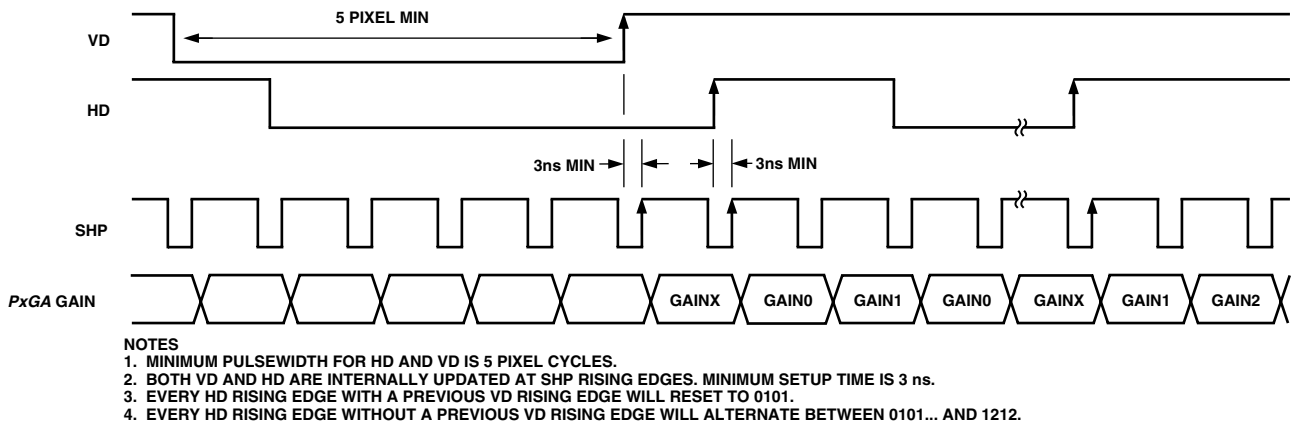 5 PIXEL MIN
VD
HD
3ns MIN
3ns MIN
SHP
PxGA GAIN
GAINX
GAIN0
GAIN1
GAIN0
GAINX
GAIN1
GAIN2
NOTES
1. MINIMUM PULSEWIDTH FOR HD AND VD IS 5 PIXEL CYCLES.
2. BOTH VD AND HD ARE INTERNALLY UPDATED AT SHP RISING EDGES. MINIMUM SETUP TIME IS 3 ns.
3. EVERY HD RISING EDGE WITH A PREVIOUS VD RISING EDGE WILL RESET TO 0101.
4. EVERY HD RISING EDGE WITHOUT A PREVIOUS VD RISING EDGE WILL ALTERNATE BETWEEN 0101... AND 1212.